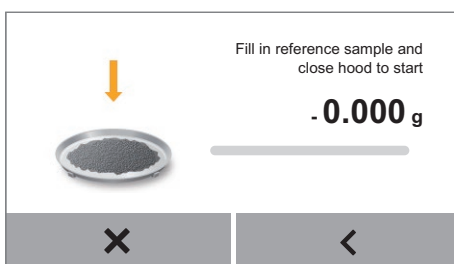 Fill in reference sample and
close hood to start
- 0.000 g